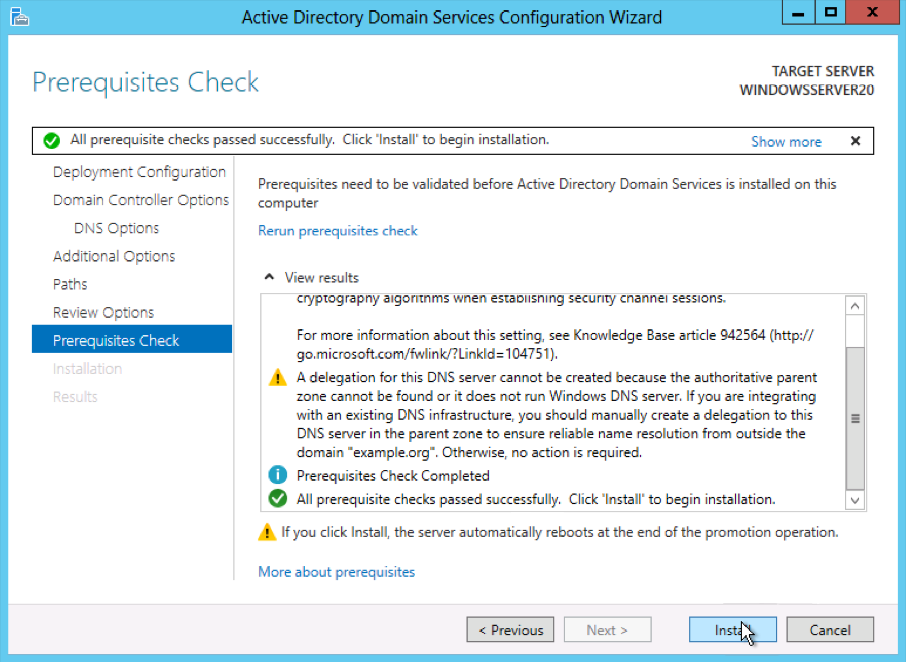 Active Directory Domain Services Configuration Wizard
Prerequisites Check
TARGET SERVER
WINDOWSSERVER20
All prerequisite checks passed successfully. Click 'Install' to begin installation.
Show more
Deployment Configuration
Domain Controller Options
DNS Options
Additional Options
Paths
Review Options
Prerequisites Check
Installation
Results
Prerequisites need to be validated before Active Directory Domain Services is installed on this
computer
Rerun prerequisites check
View results
cryptography algorithms when establishing security channel sessions.
For more information about this setting, see Knowledge Base article 942564 (http://
go.microsoft.com/fwlink/?LinkId=104751).
A delegation for this DNS server cannot be created because the authoritative parent
zone cannot be found or it does not run Windows DNS server. If you are integrating
with an existing DNS infrastructure, you should manually create a delegation to this
DNS server in the parent zone to ensure reliable name resolution from outside the
domain "example.org". Otherwise, no action is required.
Prerequisites Check Completed
All prerequisite checks passed successfully. Click 'Install' to begin installation.
If you click Install, the server automatically reboots at the end of the promotion operation.
More about prerequisites
< Previous
Next >
Install
Cancel